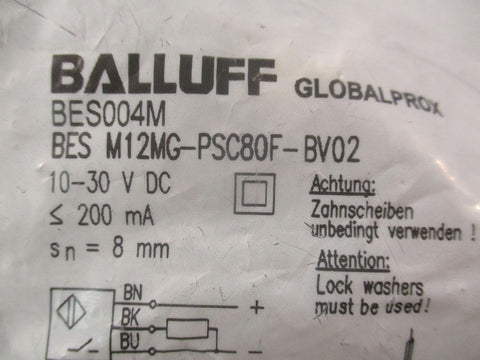 BALLUFF GLOBALPROX
BES004M
BES M12MG-PSC80F-BV02
10-30 V DC
≤ 200 mA
sn = 8 mm
Achtung:
Zahnscheiben
unbedingt verwenden !
Attention:
Lock washers
must be used!
BN +
BK
BU -